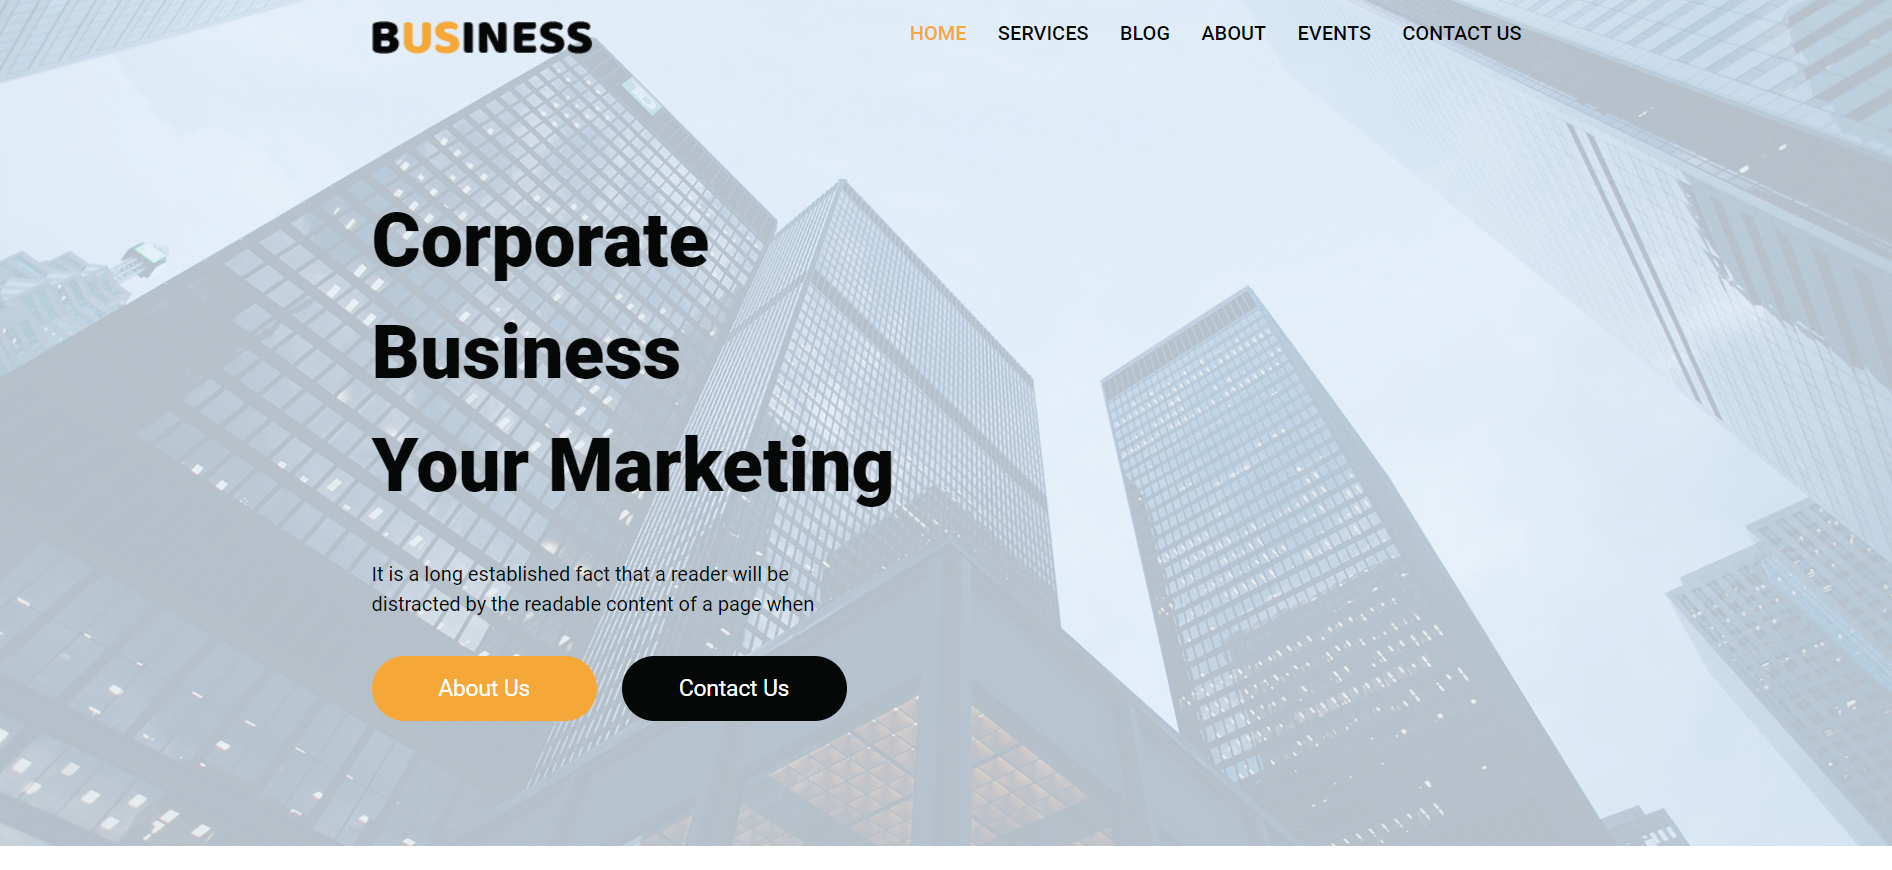 BUSINESS
HOME SERVICES BLOG ABOUT EVENTS CONTACT US
Corporate
Business
Your Marketing
It is a long established fact that a reader will be
distracted by the readable content of a page when
About Us Contact Us